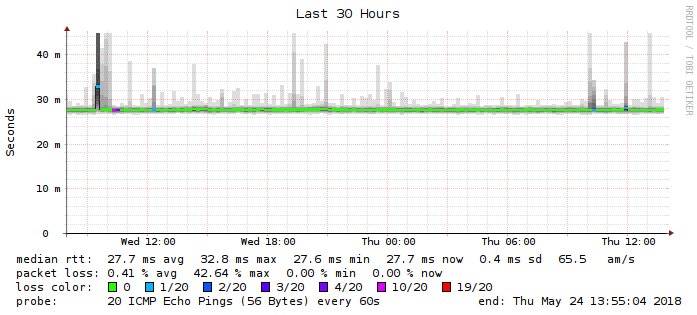 Last 30 Hours
RRDTOOL / TOBI OETIKER
Seconds
40 m
30 m
20 m
10 m
0
Wed 12:00 Wed 18:00 Thu 00:00 Thu 06:00 Thu 12:00
median rtt: 27.7 ms avg 32.8 ms max 27.6 ms min 27.7 ms now 0.4 ms sd 65.5 am/s
packet loss: 0.41 % avg 42.64 % max 0.00 % min 0.00 % now
loss color: 0 1/20 2/20 3/20 4/20 10/20 19/20
probe: 20 ICMP Echo Pings (56 Bytes) every 60s end: Thu May 24 13:55:04 2018